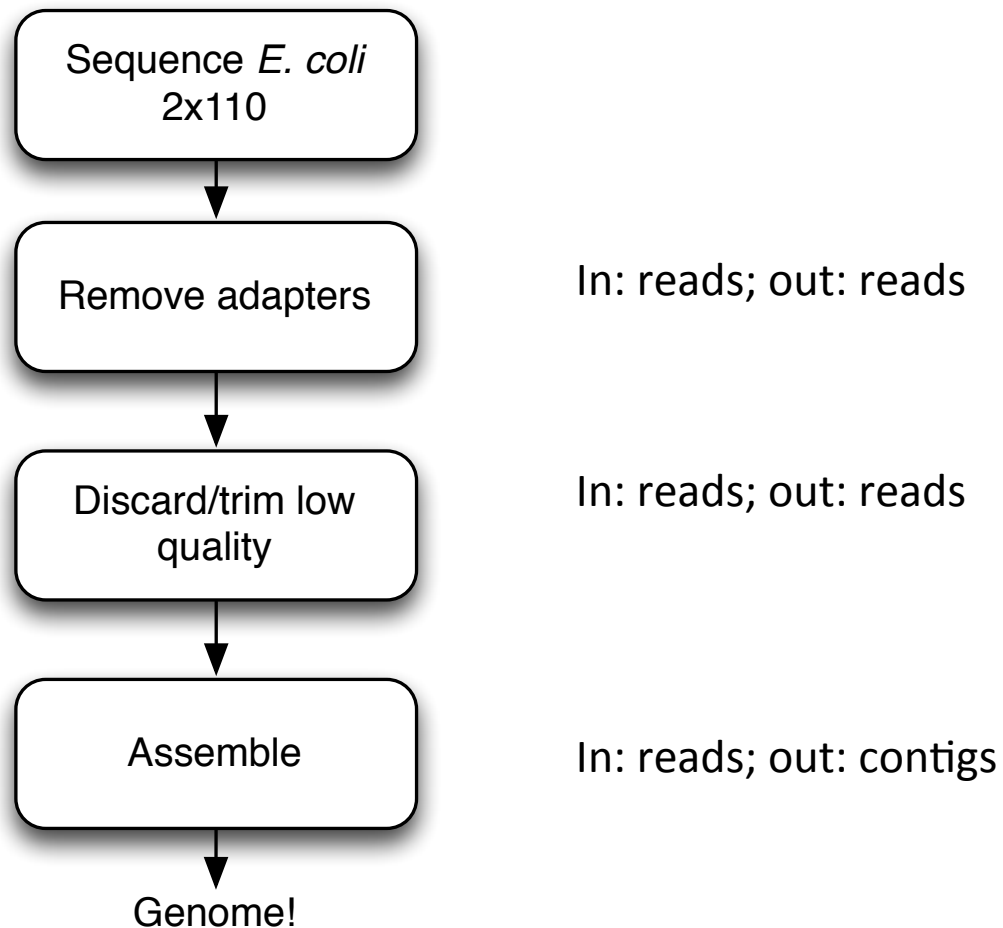 Sequence E. coli
2x110
Remove adapters
In: reads; out: reads
Discard/trim low
quality
In: reads; out: reads
Assemble
In: reads; out: contigs
Genome!